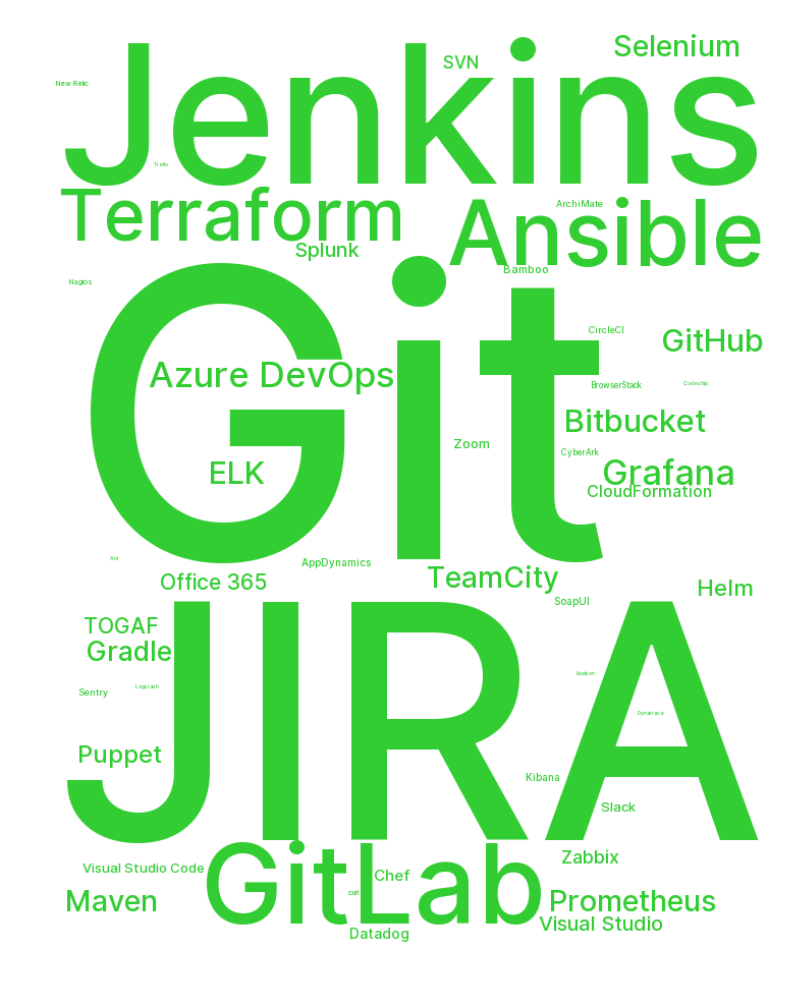 Selenium
SVN
Jenkins
New Relic
Trello
Terraform
Ansible
ArchiMate
Splunk
Bamboo
Nagios
Git
CircleCI
GitHub
Azure DevOps
BrowserStack
Codeship
Bitbucket
Zoom
CyberArk
ELK
Grafana
CloudFormation
Ant
AppDynamics
TeamCity
Office 365
Helm
SoapUI
TOGAF
Gradle
JIRA
Hudson
Logstash
Sentry
Dynatrace
Puppet
Kibana
Slack
Zabbix
Visual Studio Code
GitLab
Chef
curl
Maven
Prometheus
Visual Studio
Datadog